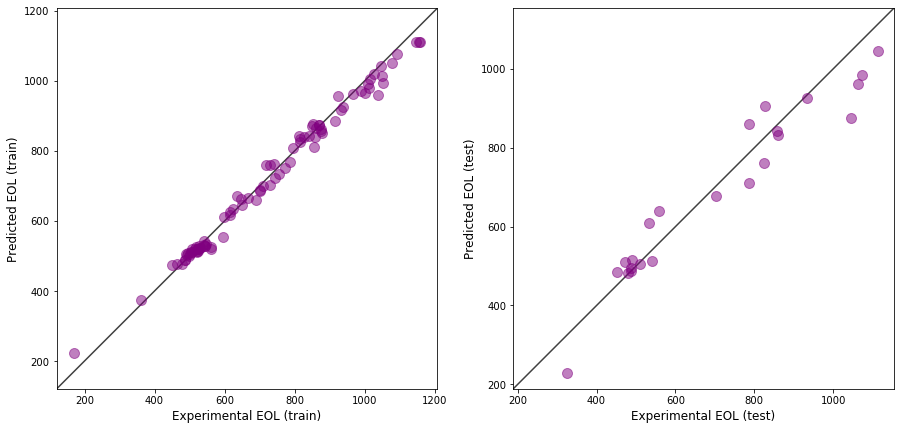 1200
1000
800
600
400
200
Predicted EOL (train)
200 400 600 800 1000 1200
Experimental EOL (train)
1000
800
600
400
200
Predicted EOL (test)
200 400 600 800 1000
Experimental EOL (test)